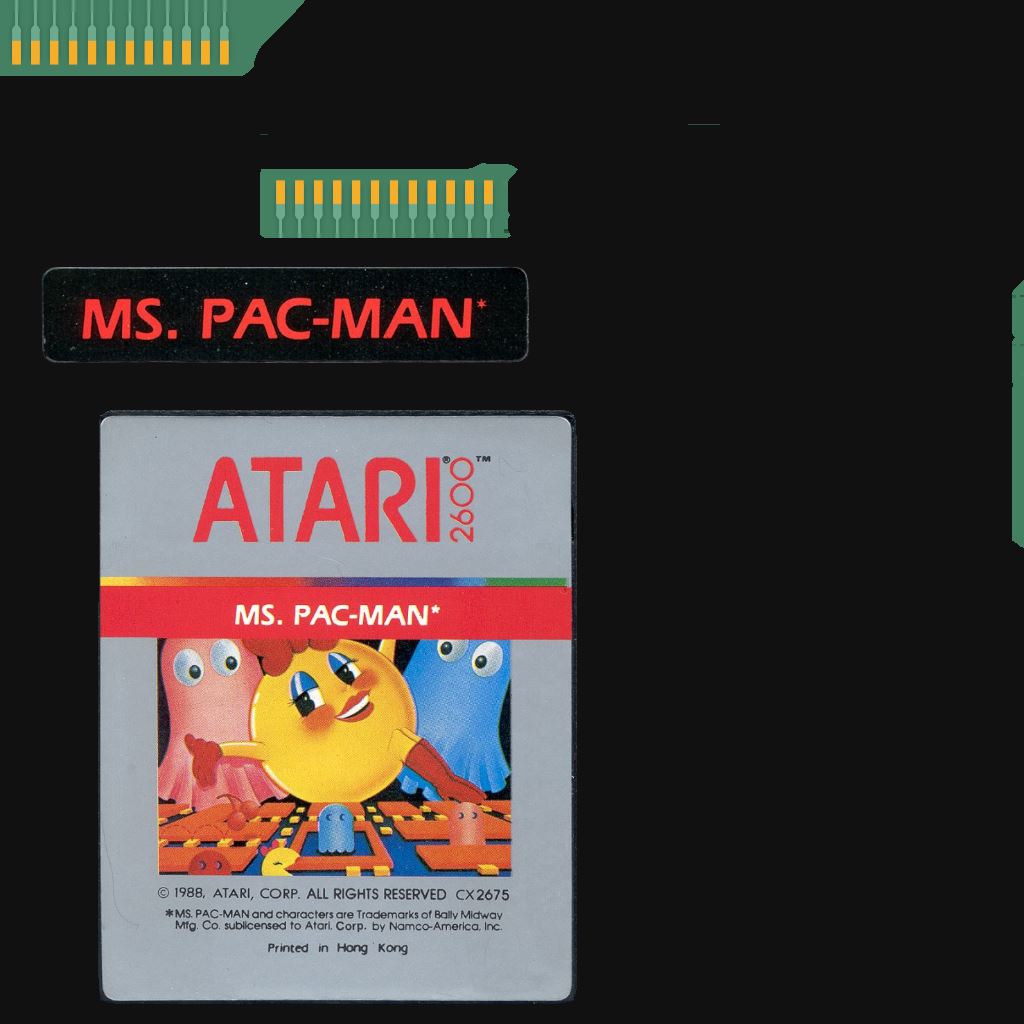 MS. PAC-MAN*
ATARI® 2600™
MS. PAC-MAN*
© 1988, ATARI, CORP. ALL RIGHTS RESERVED CX2675
*MS. PAC-MAN and characters are Trademarks of Bally Midway
Mfg. Co. sublicensed to Atari, Corp. by Namco-America, Inc.
Printed in Hong Kong